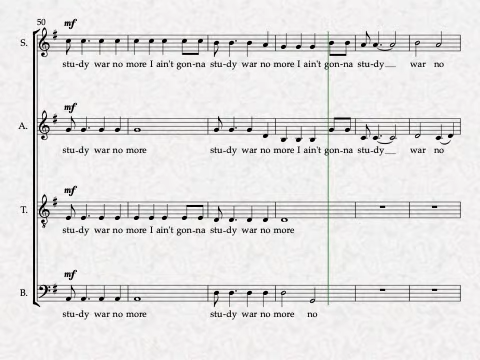 50
mf
S.
stu-dy war no more I ain't gon-na stu-dy war no more I ain't gon-na stu-dy__ war no
mf
A.
stu-dy war no more stu-dy war no more I ain't gon-na stu-dy__ war no
mf
T.
stu-dy war no more I ain't gon-na stu-dy war no more
8
mf
B.
stu-dy war no more stu-dy war no more no